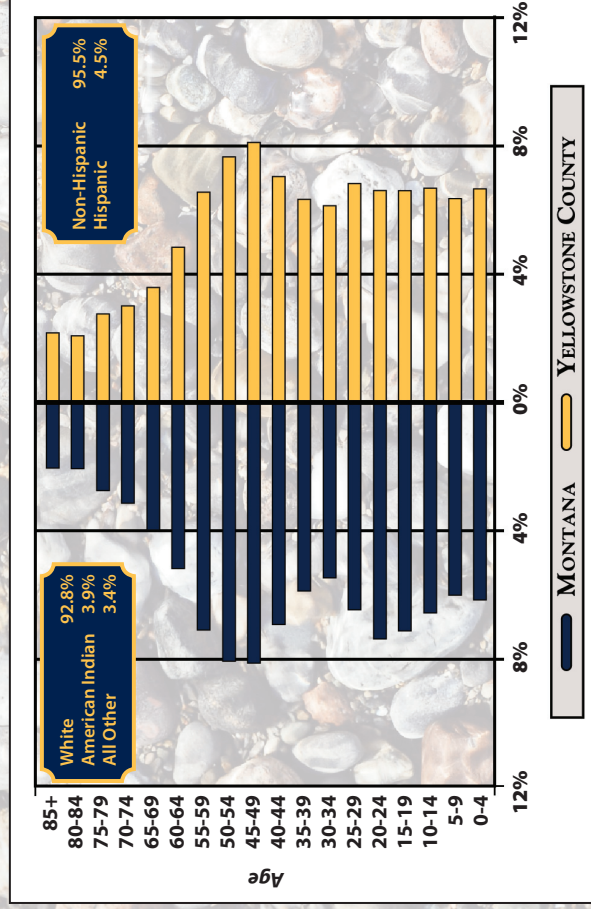 White 92.8%
American Indian 3.9%
All Other 3.4%
Non-Hispanic 95.5%
Hispanic 4.5%
Age
85+
80-84
75-79
70-74
65-69
60-64
55-59
50-54
45-49
40-44
35-39
30-34
25-29
20-24
15-19
10-14
5-9
0-4
12% 8% 4% 0% 4% 8% 12%
MONTANA YELLOWSTONE COUNTY